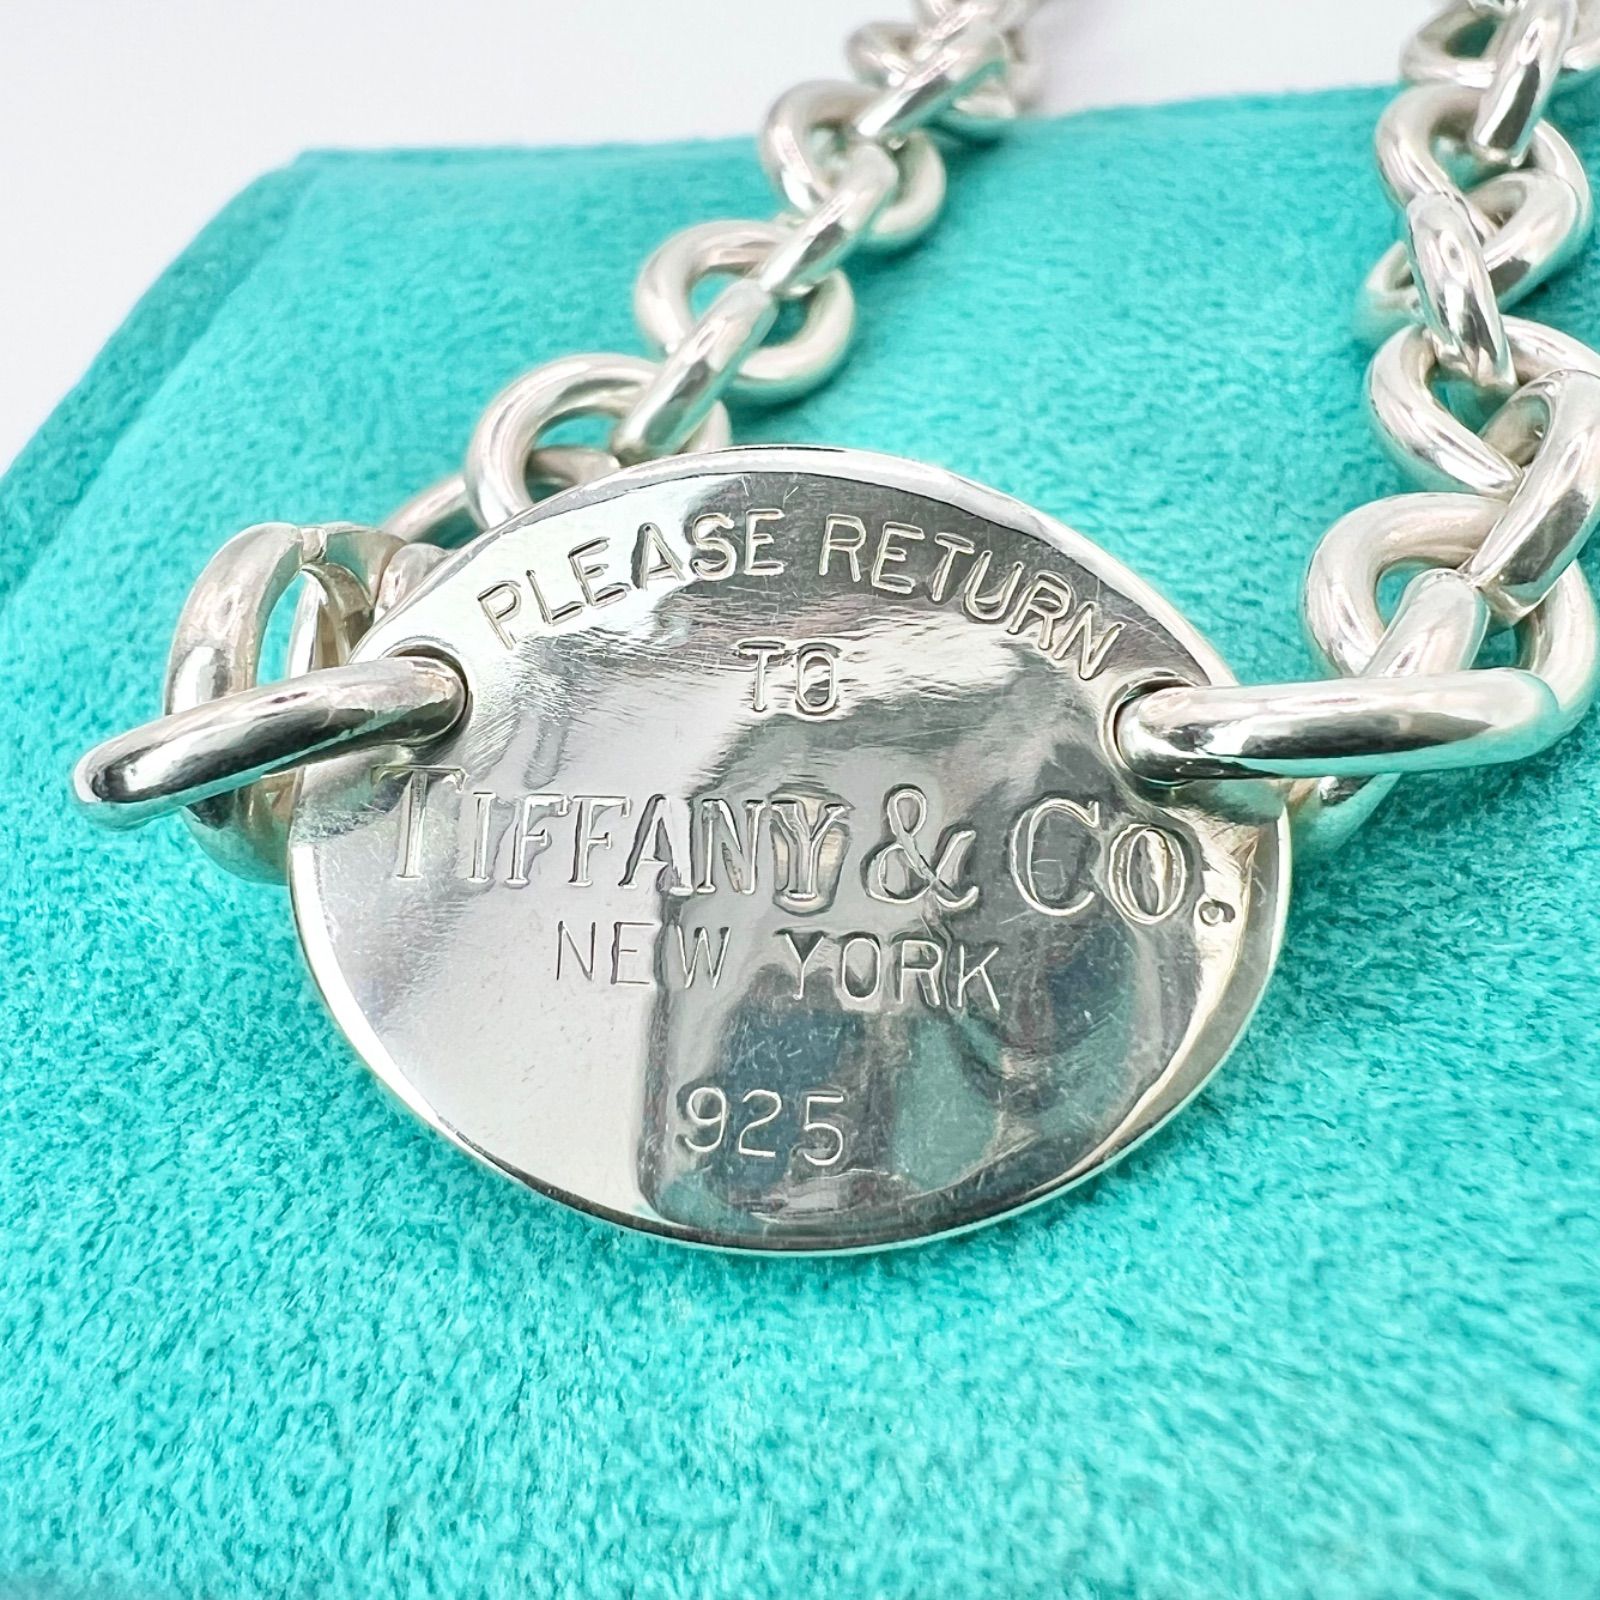 PLEASE RETURN
TO
TIFFANY & CO.
NEW YORK
925